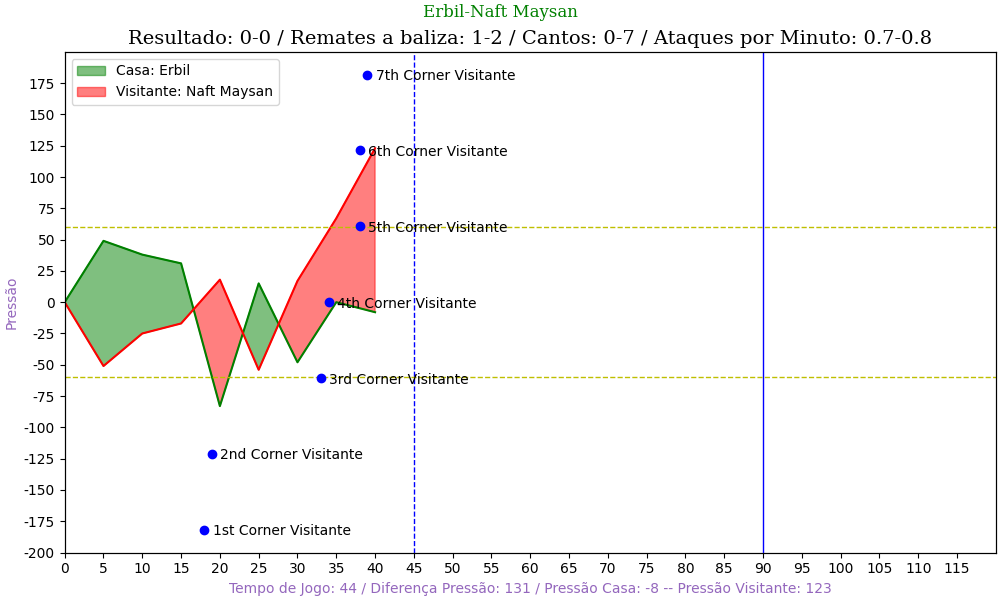 Erbil-Naft Maysan
Resultado: 0-0 / Remates a baliza: 1-2 / Cantos: 0-7 / Ataques por Minuto: 0.7-0.8
Casa: Erbil
Visitante: Naft Maysan
7th Corner Visitante
6th Corner Visitante
5th Corner Visitante
4th Corner Visitante
3rd Corner Visitante
2nd Corner Visitante
1st Corner Visitante
Pressão
175
150
125
100
75
50
25
0
-25
-50
-75
-100
-125
-150
-175
-200
0 5 10 15 20 25 30 35 40 45 50 55 60 65 70 75 80 85 90 95 100 105 110 115
Tempo de Jogo: 44 / Diferença Pressão: 131 / Pressão Casa: -8 -- Pressão Visitante: 123